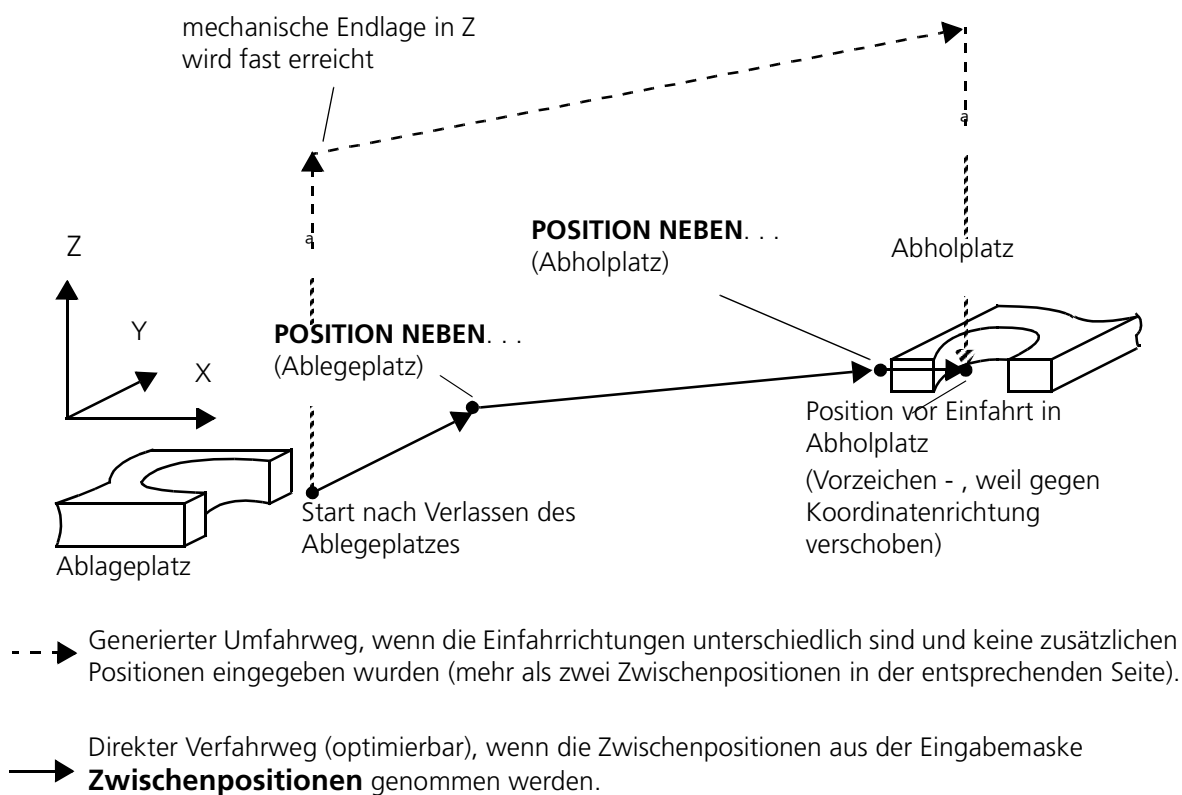 mechanische Endlage in Z
wird fast erreicht
a
a
POSITION NEBEN. . .
(Abholplatz)
Abholplatz
Z
Y
X
POSITION NEBEN. . .
(Ablegeplatz)
Position vor Einfahrt in
Abholplatz
(Vorzeichen - , weil gegen
Koordinatenrichtung
verschoben)
Start nach Verlassen des
Ablegeplatzes
Ablageplatz
Generierter Umfahrweg, wenn die Einfahrrichtungen unterschiedlich sind und keine zusätzlichen
Positionen eingegeben wurden (mehr als zwei Zwischenpositionen in der entsprechenden Seite).
Direkter Verfahrweg (optimierbar), wenn die Zwischenpositionen aus der Eingabemaske
Zwischenpositionen genommen werden.